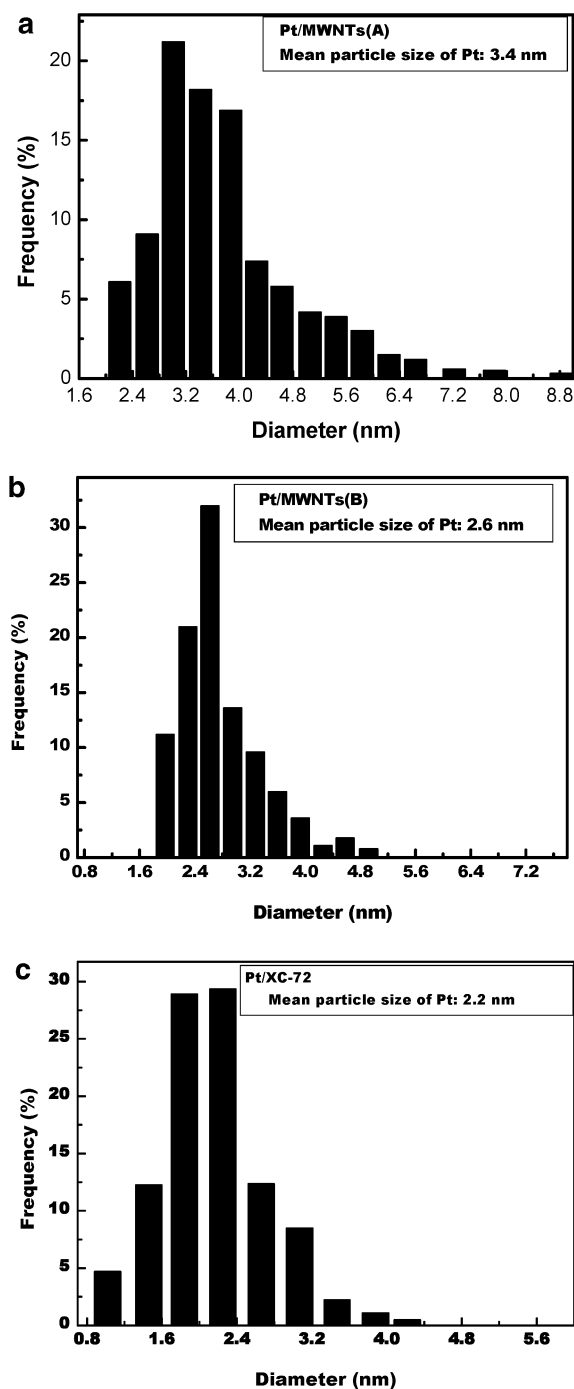 a
Pt/MWNTs(A)
Mean particle size of Pt: 3.4 nm
Frequency (%)
20
15
10
5
0
1.6 2.4 3.2 4.0 4.8 5.6 6.4 7.2 8.0 8.8
Diameter (nm)
b
Pt/MWNTs(B)
Mean particle size of Pt: 2.6 nm
Frequency (%)
30
25
20
15
10
5
0
0.8 1.6 2.4 3.2 4.0 4.8 5.6 6.4 7.2
Diameter (nm)
c
Pt/XC-72
Mean particle size of Pt: 2.2 nm
Frequency (%)
30
25
20
15
10
5
0
0.8 1.6 2.4 3.2 4.0 4.8 5.6
Diameter (nm)